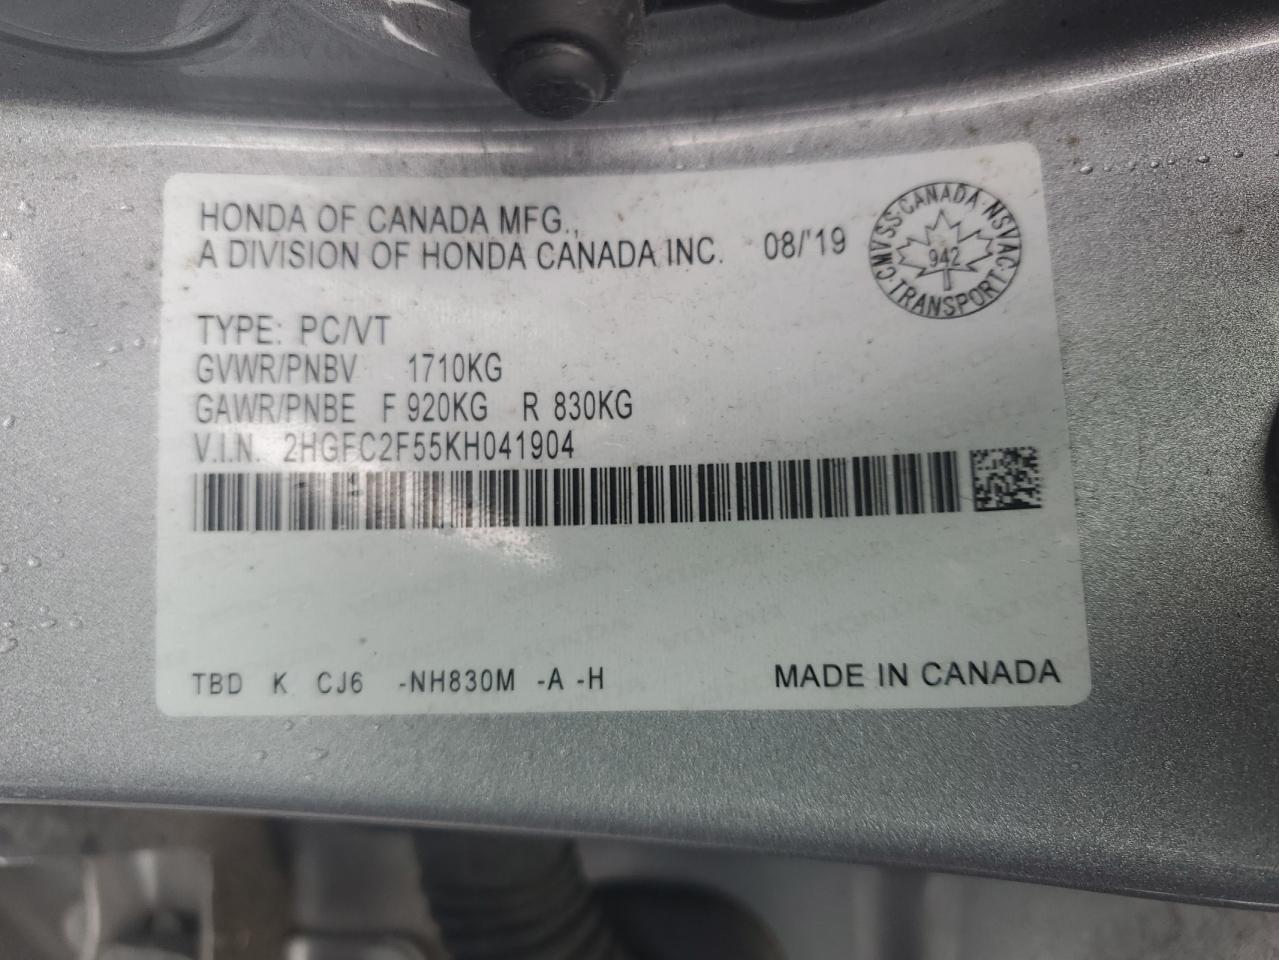 HONDA OF CANADA MFG.,
A DIVISION OF HONDA CANADA INC. 08/'19
CANADA · NSVAC · TRANSPORT · CMVSS ·
942
TYPE: PC/VT
GVWR/PNBV 1710KG
GAWR/PNBE F 920KG R 830KG
V.I.N. 2HGFC2F55KH041904
TBD K CJ6 -NH830M -A -H
MADE IN CANADA